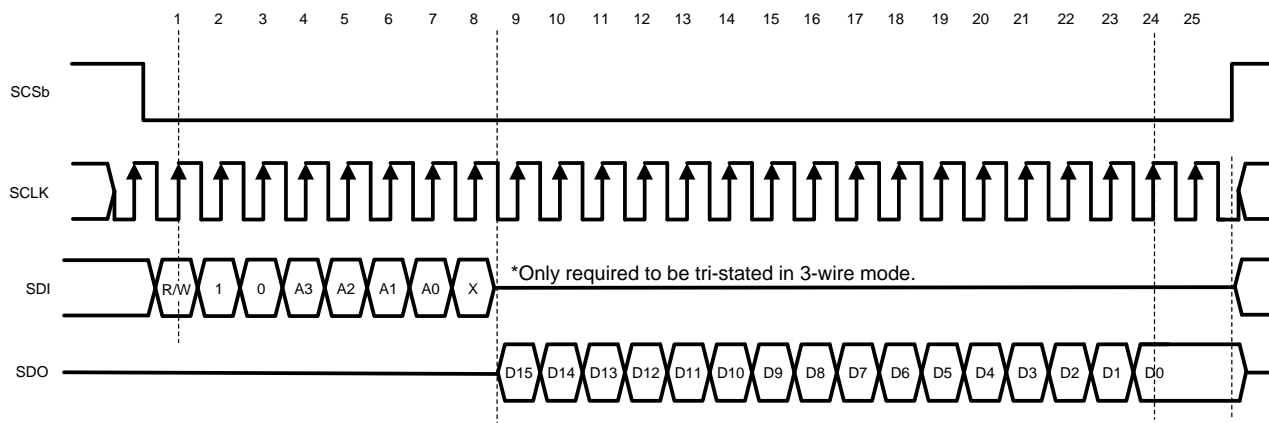 1 2 3 4 5 6 7 8 9 10 11 12 13 14 15 16 17 18 19 20 21 22 23 24 25
SCSb
SCLK
SDI R/W 1 0 A3 A2 A1 A0 X *Only required to be tri-stated in 3-wire mode.
SDO D15 D14 D13 D12 D11 D10 D9 D8 D7 D6 D5 D4 D3 D2 D1 D0